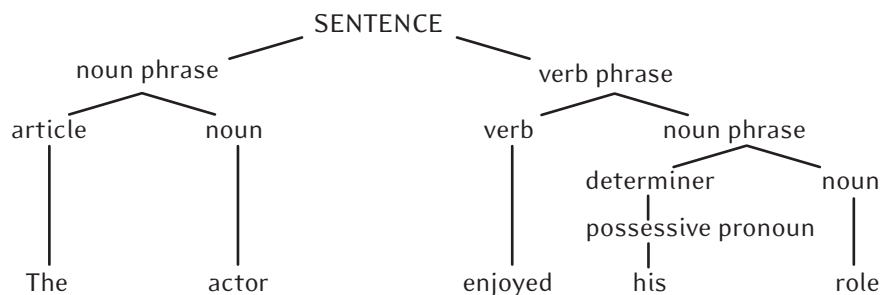 SENTENCE
noun phrase verb phrase
article noun verb noun phrase
determiner noun
possessive pronoun
The actor enjoyed his role